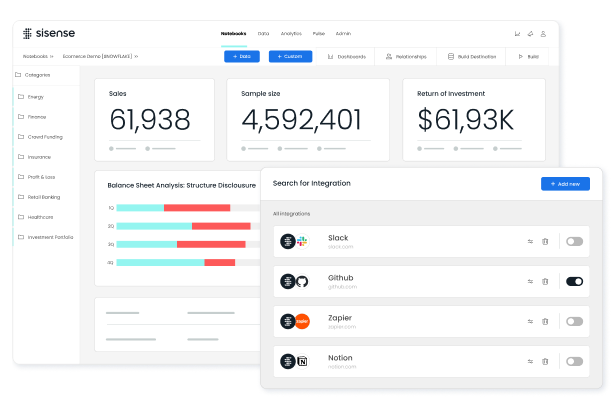 sisense
Notebooks Data Analytics Pulse Admin
Notebooks Ecomerce Demo [SNOWFLAKE]
+ Data + Custom Dashboards Relationships Build Destination Build
Categories
Energy
Finance
Crowd Funding
Insurance
Profit & Loss
Retail Banking
Healthcare
Investment Portfolio
Sales
61,938
Sample size
4,592,401
Return of investment
$61,93K
Balance Sheet Analysis: Structure Disclousure
1Q
2Q
3Q
4Q
Search for Integration
+ Add new
All integrations
Slack
slack.com
Github
github.com
zapier
Zapier
zapier.com
Notion
notion.com